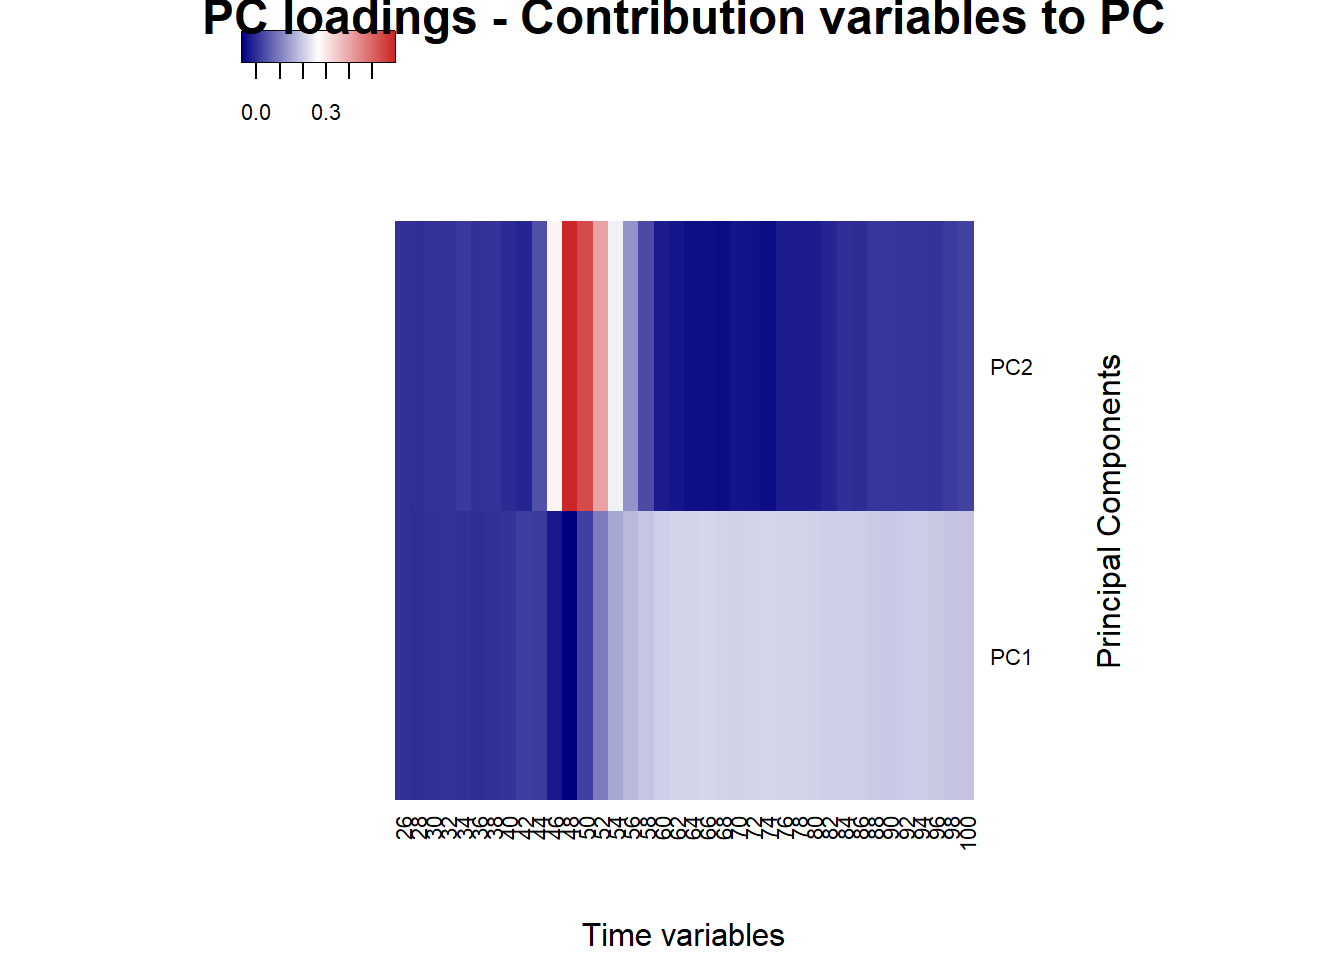 PC loadings - Contribution variables to PC
0.0 0.3
PC2
PC1
Principal Components
26 28 30 32 34 36 38 40 42 44 46 48 50 52 54 56 58 60 62 64 66 68 70 72 74 76 78 80 82 84 86 88 90 92 94 96 98 100
Time variables